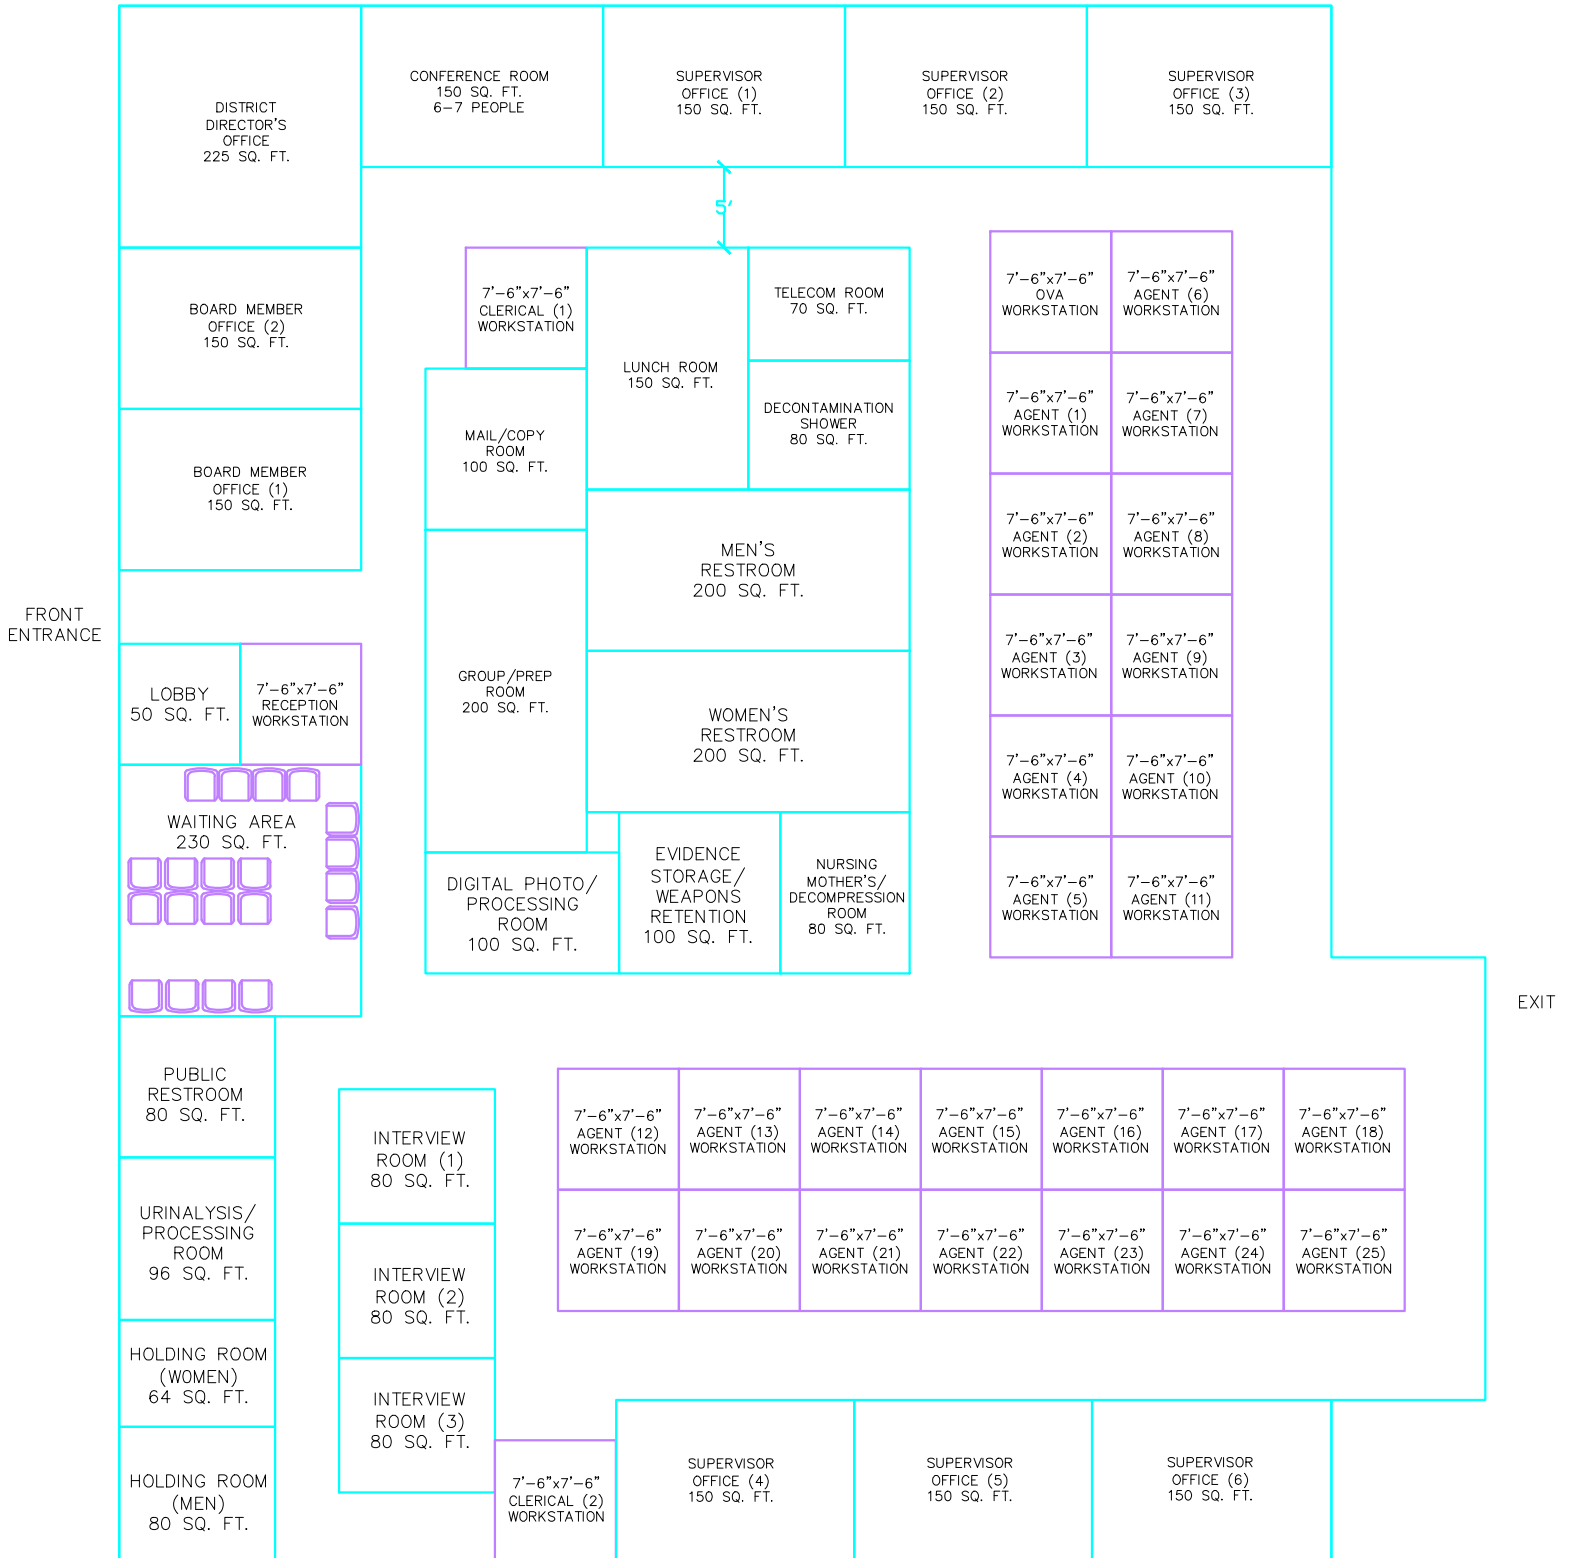 DISTRICT
DIRECTOR'S
OFFICE
225 SQ. FT.
CONFERENCE ROOM
150 SQ. FT.
6-7 PEOPLE
SUPERVISOR
OFFICE (1)
150 SQ. FT.
SUPERVISOR
OFFICE (2)
150 SQ. FT.
SUPERVISOR
OFFICE (3)
150 SQ. FT.
5'
BOARD MEMBER
OFFICE (2)
150 SQ. FT.
BOARD MEMBER
OFFICE (1)
150 SQ. FT.
7'-6"x7'-6"
CLERICAL (1)
WORKSTATION
LUNCH ROOM
150 SQ. FT.
TELECOM ROOM
70 SQ. FT.
DECONTAMINATION
SHOWER
80 SQ. FT.
MAIL/COPY
ROOM
100 SQ. FT.
MEN'S
RESTROOM
200 SQ. FT.
GROUP/PREP
ROOM
200 SQ. FT.
WOMEN'S
RESTROOM
200 SQ. FT.
DIGITAL PHOTO/
PROCESSING
ROOM
100 SQ. FT.
EVIDENCE
STORAGE/
WEAPONS
RETENTION
100 SQ. FT.
NURSING
MOTHER'S/
DECOMPRESSION
ROOM
80 SQ. FT.
7'-6"x7'-6"
OVA
WORKSTATION
7'-6"x7'-6"
AGENT (6)
WORKSTATION
7'-6"x7'-6"
AGENT (1)
WORKSTATION
7'-6"x7'-6"
AGENT (7)
WORKSTATION
7'-6"x7'-6"
AGENT (2)
WORKSTATION
7'-6"x7'-6"
AGENT (8)
WORKSTATION
7'-6"x7'-6"
AGENT (3)
WORKSTATION
7'-6"x7'-6"
AGENT (9)
WORKSTATION
7'-6"x7'-6"
AGENT (4)
WORKSTATION
7'-6"x7'-6"
AGENT (10)
WORKSTATION
7'-6"x7'-6"
AGENT (5)
WORKSTATION
7'-6"x7'-6"
AGENT (11)
WORKSTATION
FRONT
ENTRANCE
LOBBY
50 SQ. FT.
7'-6"x7'-6"
RECEPTION
WORKSTATION
WAITING AREA
230 SQ. FT.
EXIT
PUBLIC
RESTROOM
80 SQ. FT.
URINALYSIS/
PROCESSING
ROOM
96 SQ. FT.
HOLDING ROOM
(WOMEN)
64 SQ. FT.
HOLDING ROOM
(MEN)
80 SQ. FT.
INTERVIEW
ROOM (1)
80 SQ. FT.
INTERVIEW
ROOM (2)
80 SQ. FT.
INTERVIEW
ROOM (3)
80 SQ. FT.
7'-6"x7'-6"
AGENT (12)
WORKSTATION
7'-6"x7'-6"
AGENT (13)
WORKSTATION
7'-6"x7'-6"
AGENT (14)
WORKSTATION
7'-6"x7'-6"
AGENT (15)
WORKSTATION
7'-6"x7'-6"
AGENT (16)
WORKSTATION
7'-6"x7'-6"
AGENT (17)
WORKSTATION
7'-6"x7'-6"
AGENT (18)
WORKSTATION
7'-6"x7'-6"
AGENT (19)
WORKSTATION
7'-6"x7'-6"
AGENT (20)
WORKSTATION
7'-6"x7'-6"
AGENT (21)
WORKSTATION
7'-6"x7'-6"
AGENT (22)
WORKSTATION
7'-6"x7'-6"
AGENT (23)
WORKSTATION
7'-6"x7'-6"
AGENT (24)
WORKSTATION
7'-6"x7'-6"
AGENT (25)
WORKSTATION
7'-6"x7'-6"
CLERICAL (2)
WORKSTATION
SUPERVISOR
OFFICE (4)
150 SQ. FT.
SUPERVISOR
OFFICE (5)
150 SQ. FT.
SUPERVISOR
OFFICE (6)
150 SQ. FT.